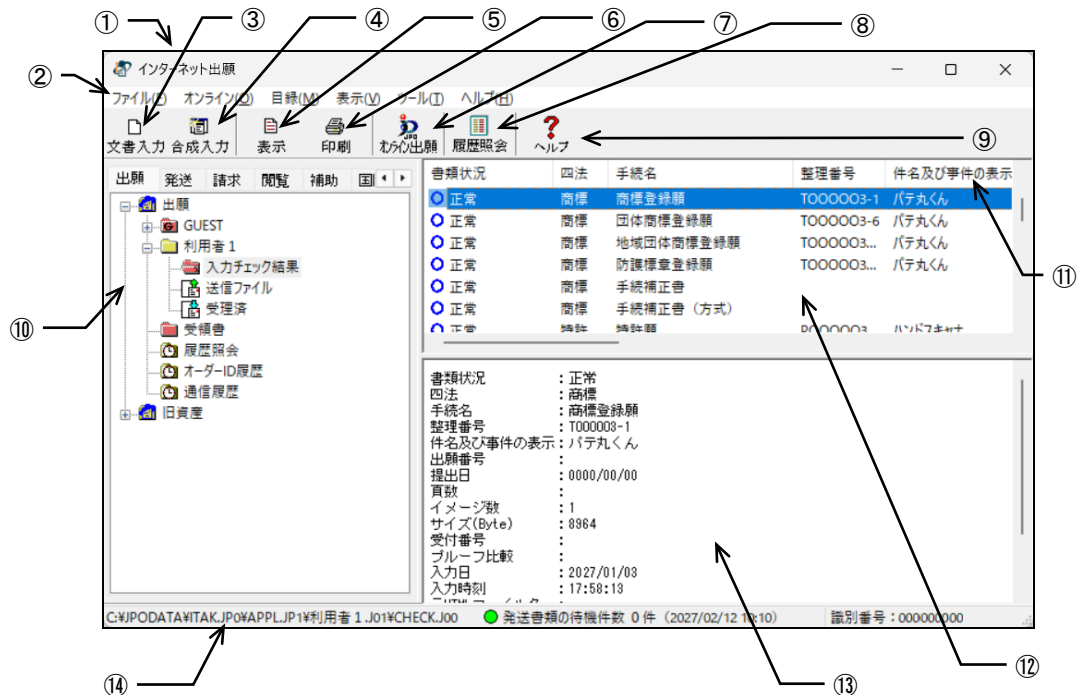 ① ③ ④ ⑤ ⑥ ⑦ ⑧
②
インターネット出願
ファイル(F) オンライン(O) 目録(M) 表示(V) ツール(T) ヘルプ(H)
文書入力 合成入力 表示 印刷 オンライン出願 履歴照会 ヘルプ
⑨
出願 発送 請求 閲覧 補助
出願
GUEST
利用者1
入力チェック結果
送信ファイル
受理済
受領書
履歴照会
オーダーID履歴
通信履歴
旧資産
⑩
書類状況 四法 手続名 整理番号 件名及び事件の表示
正常 商標 商標登録願 TOOOOO3-1 パテ丸くん
正常 商標 団体商標登録願 TOOOOO3-6 パテ丸くん
正常 商標 地域団体商標登録願 TOOOOO3... パテ丸くん
正常 商標 防護標章登録願 TOOOOO3... パテ丸くん
正常 商標 手続補正書
正常 商標 手続補正書(方式)
正常 特許 特許願 ハンドスキャナ
⑪
書類状況 :正常
四法 :商標
手続名 :商標登録願
整理番号 :T000003-1
件名及び事件の表示:パテ丸くん
出願番号 :
提出日 :0000/00/00
頁数 :
イメージ数 :1
サイズ(Byte) :8964
受付番号 :
プルーフ比較 :
入力日 :2027/01/03
入力時刻 :17:58:13
C:¥JPODATA¥ITAK.JP0¥APPL.JP1¥利用者1.J01¥CHECK.J00 発送書類の待機件数 0 件 (2027/02/12 10:10) 識別番号:000000000
⑫
⑭ ⑬